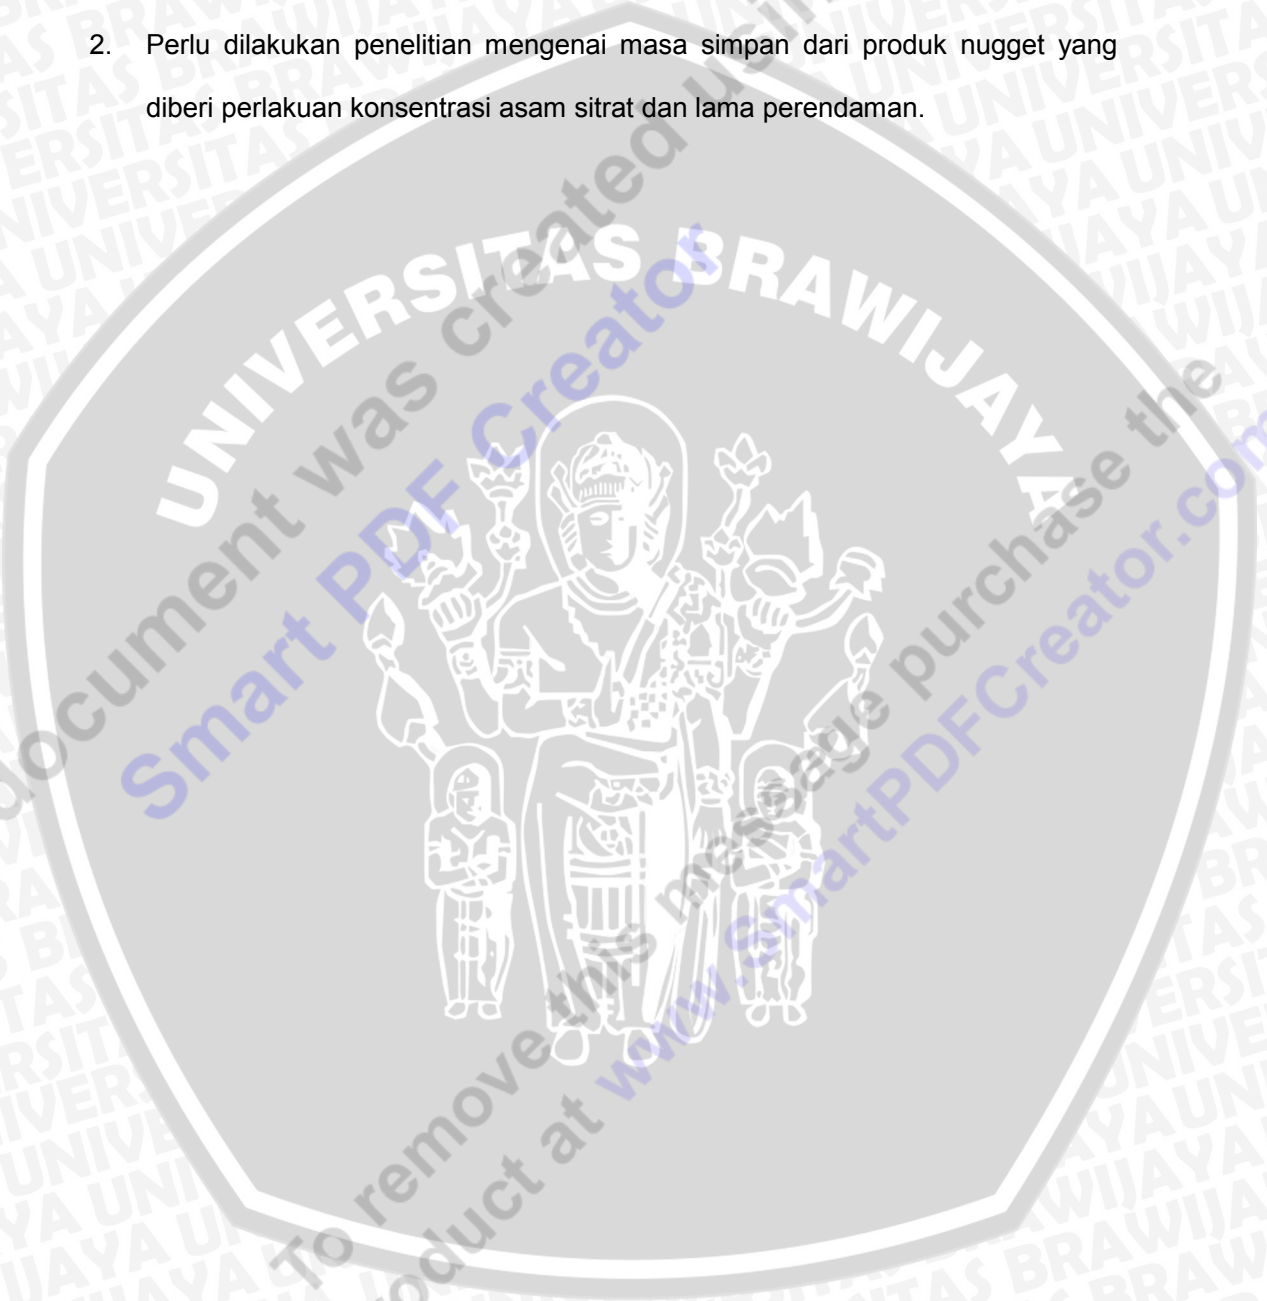 2. Perlu dilakukan penelitian mengenai masa simpan dari produk nugget yang
diberi perlakuan konsentrasi asam sitrat dan lama perendaman.
UNIVERSITAS BRAWIJAYA
document was created using
Smart PDF Creator
To remove this message purchase the
product at www.SmartPDFCreator.com